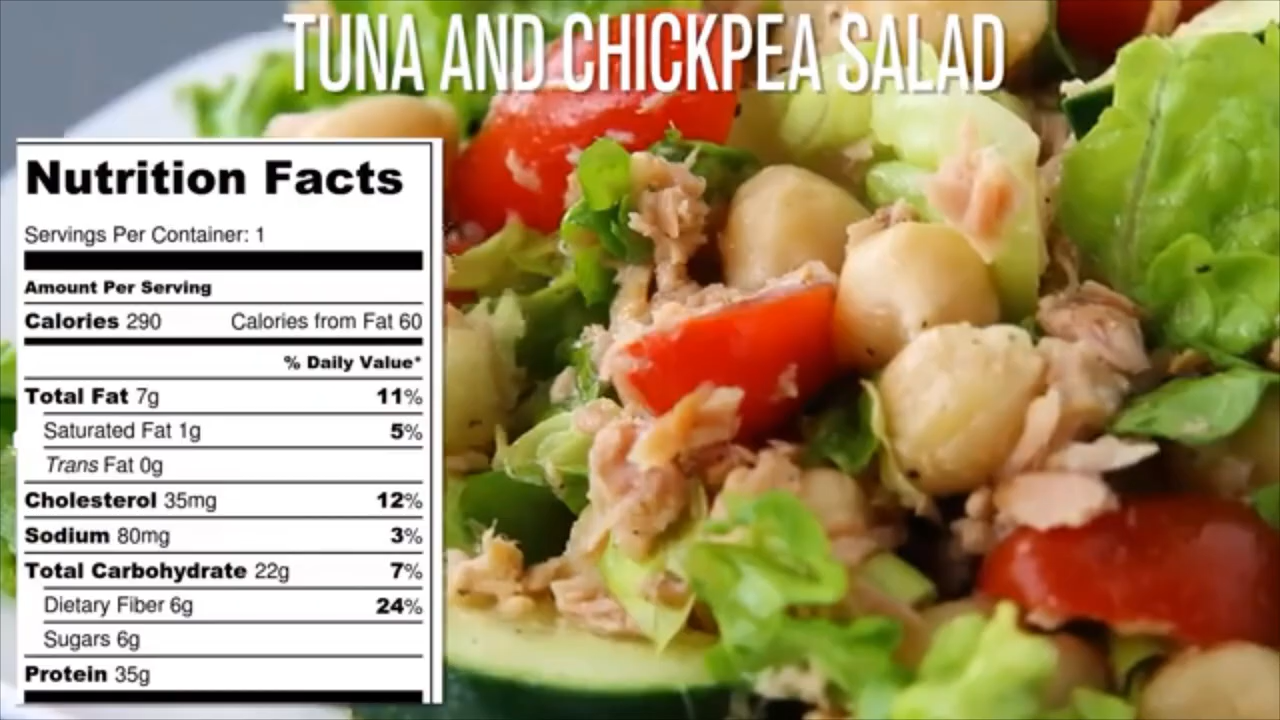 TUNA AND CHICKPEA SALAD
Nutrition Facts
Servings Per Container: 1
Amount Per Serving
Calories 290 Calories from Fat 60
% Daily Value*
Total Fat 7g 11%
Saturated Fat 1g 5%
Trans Fat 0g
Cholesterol 35mg 12%
Sodium 80mg 3%
Total Carbohydrate 22g 7%
Dietary Fiber 6g 24%
Sugars 6g
Protein 35g